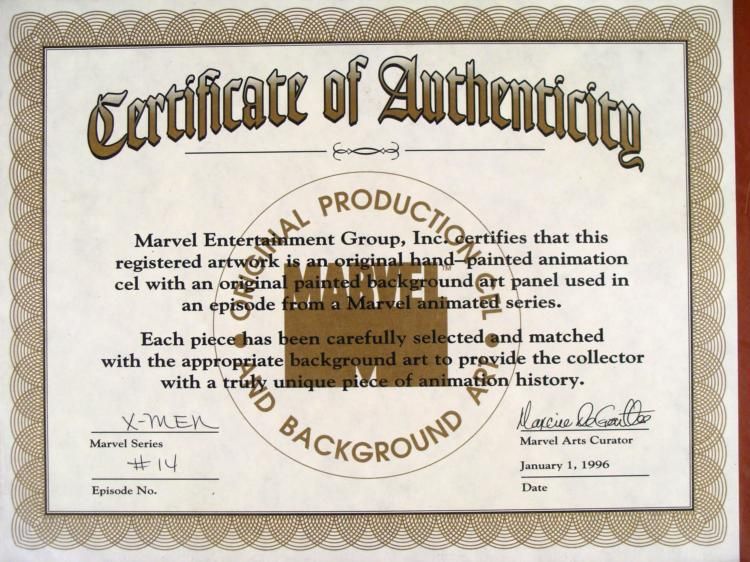 Certificate of Authenticity
ORIGINAL PRODUCTION CEL
Marvel Entertainment Group, Inc. certifies that this
registered artwork is an original hand-painted animation
cel with an original painted background art panel used in
an episode from a Marvel animated series.
MARVEL™
Each piece has been carefully selected and matched
with the appropriate background art to provide the collector
with a truly unique piece of animation history.
• AND BACKGROUND ART •
X-MEN
Marvel Series
Marvel Arts Curator
#14
January 1, 1996
Episode No.
Date